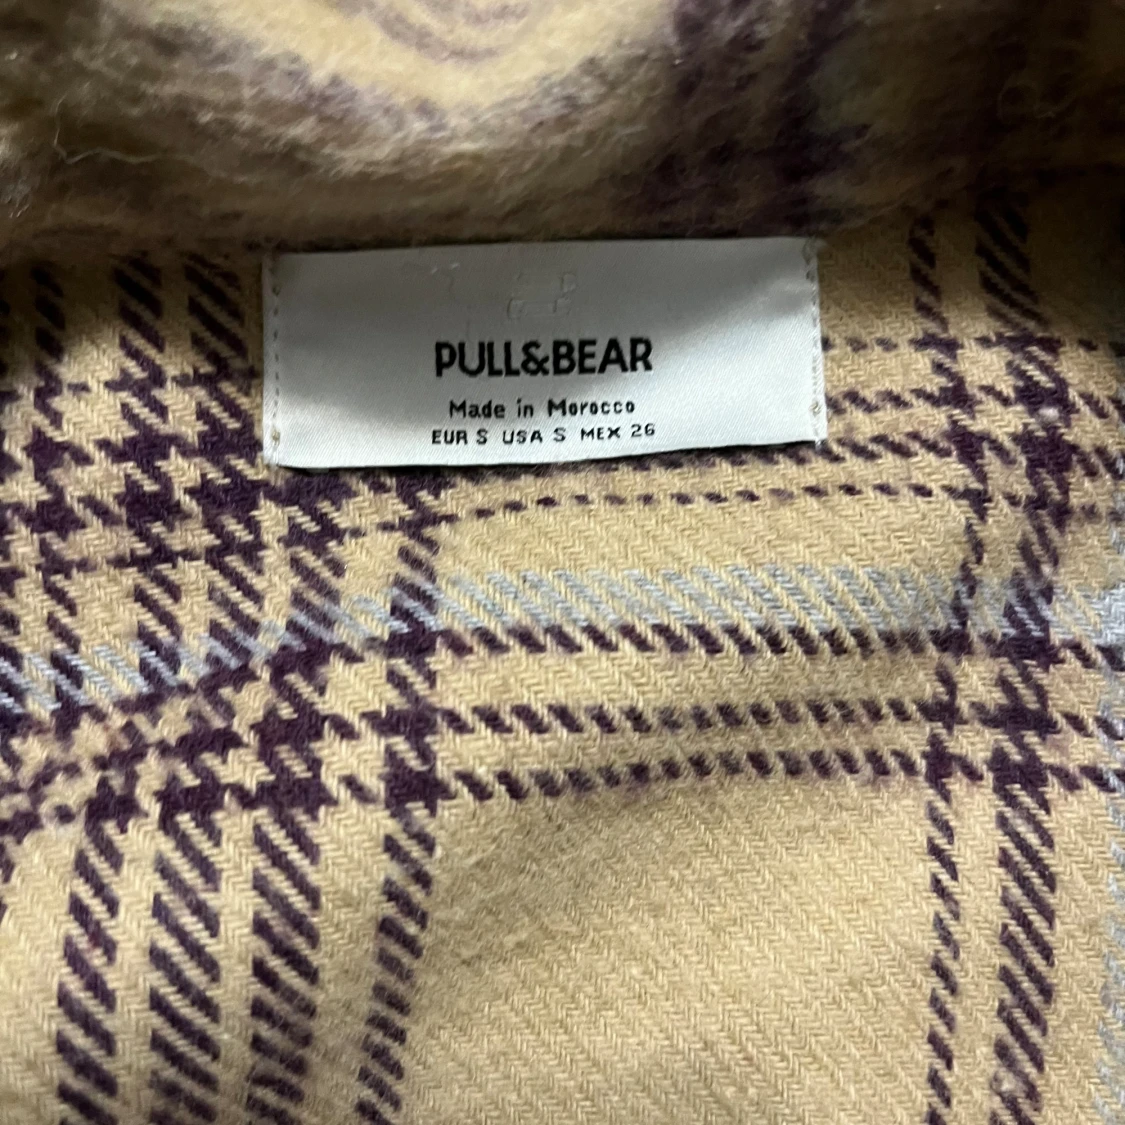 PULL&BEAR
Made in Morocco
EUR S USA S MEX 26